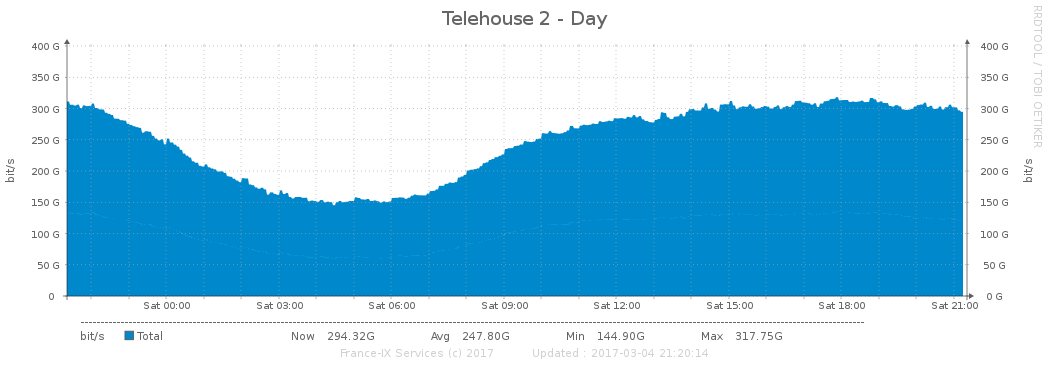 Telehouse 2 - Day
RRDTOOL / TOBI OETIKER
400 G 400 G
350 G 350 G
300 G 300 G
250 G 250 G
200 G 200 G
150 G 150 G
100 G 100 G
50 G 50 G
0 0 G
bit/s bit/s
Sat 00:00 Sat 03:00 Sat 06:00 Sat 09:00 Sat 12:00 Sat 15:00 Sat 18:00 Sat 21:00
bit/s Total Now 294.32G Avg 247.80G Min 144.90G Max 317.75G
France-IX Services (c) 2017 Updated : 2017-03-04 21:20:14